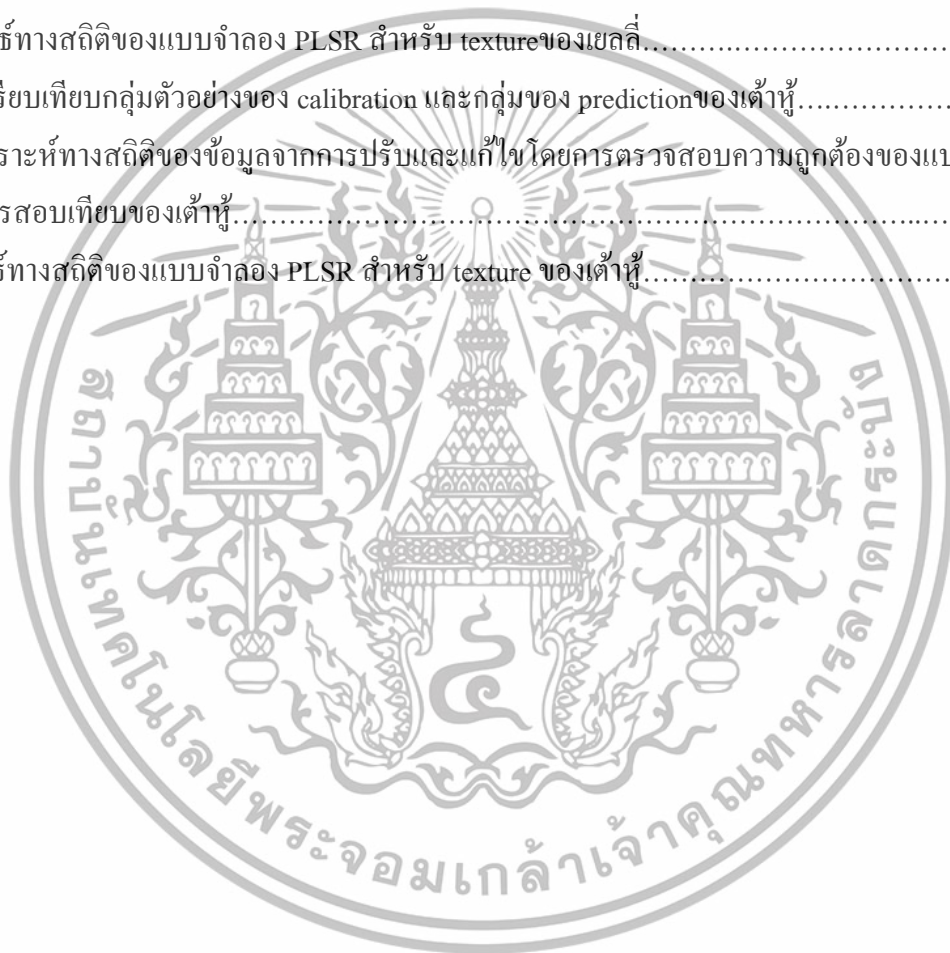 ธ์ทางสถิติของแบบจำลอง PLSR สำหรับ textureของเยลลี่……….………………………
รียบเทียบกลุ่มตัวอย่างของ calibration และกลุ่มของ predictionของเต้าหู้….…………
ราะห์ทางสถิติของข้อมูลจากการปรับและแก้ไขโดยการตรวจสอบความถูกต้องของแบ
รสอบเทียบของเต้าหู้………………………………………………………………..…
ธ์ทางสถิติของแบบจำลอง PLSR สำหรับ texture ของเต้าหู้……………………………
สถาบันเทคโนโลยีพระจอมเกล้าเจ้าคุณทหารลาดกระบัง
๔